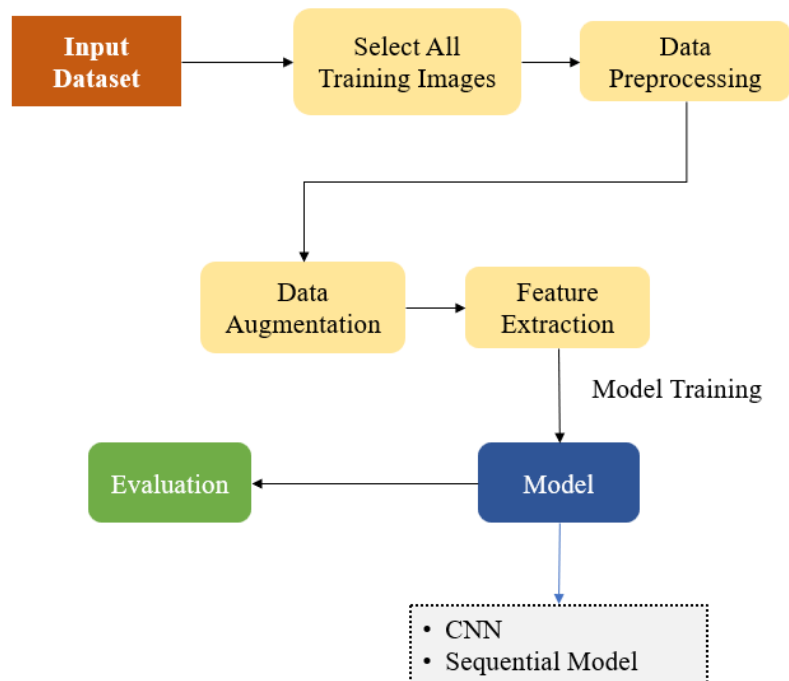 Input
Dataset
Select All
Training Images
Data
Preprocessing
Data
Augmentation
Feature
Extraction
Model Training
Evaluation
Model
• CNN
• Sequential Model